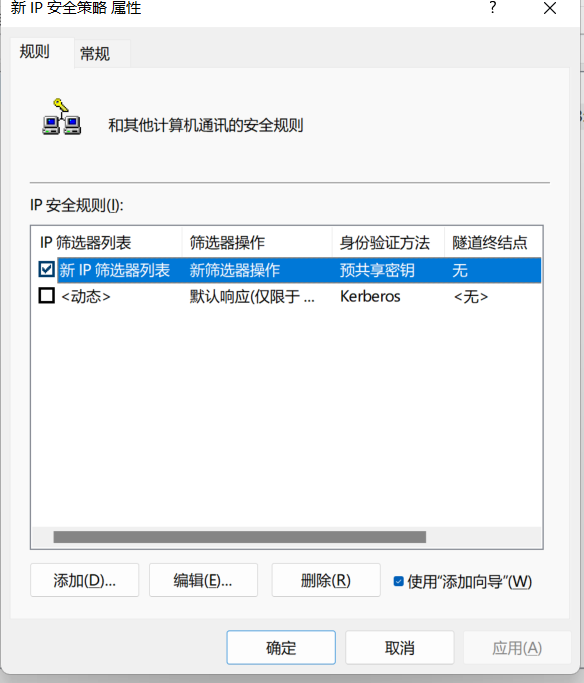 新 IP 安全策略 属性
规则 常规
和其他计算机通讯的安全规则
IP 安全规则(I):
IP 筛选器列表 筛选器操作 身份验证方法 隧道终结点
新 IP 筛选器列表 新筛选器操作 预共享密钥 无
<动态> 默认响应(仅限于 ... Kerberos <无>
添加(D)... 编辑(E)... 删除(R) 使用“添加向导”(W)
确定 取消 应用(A)